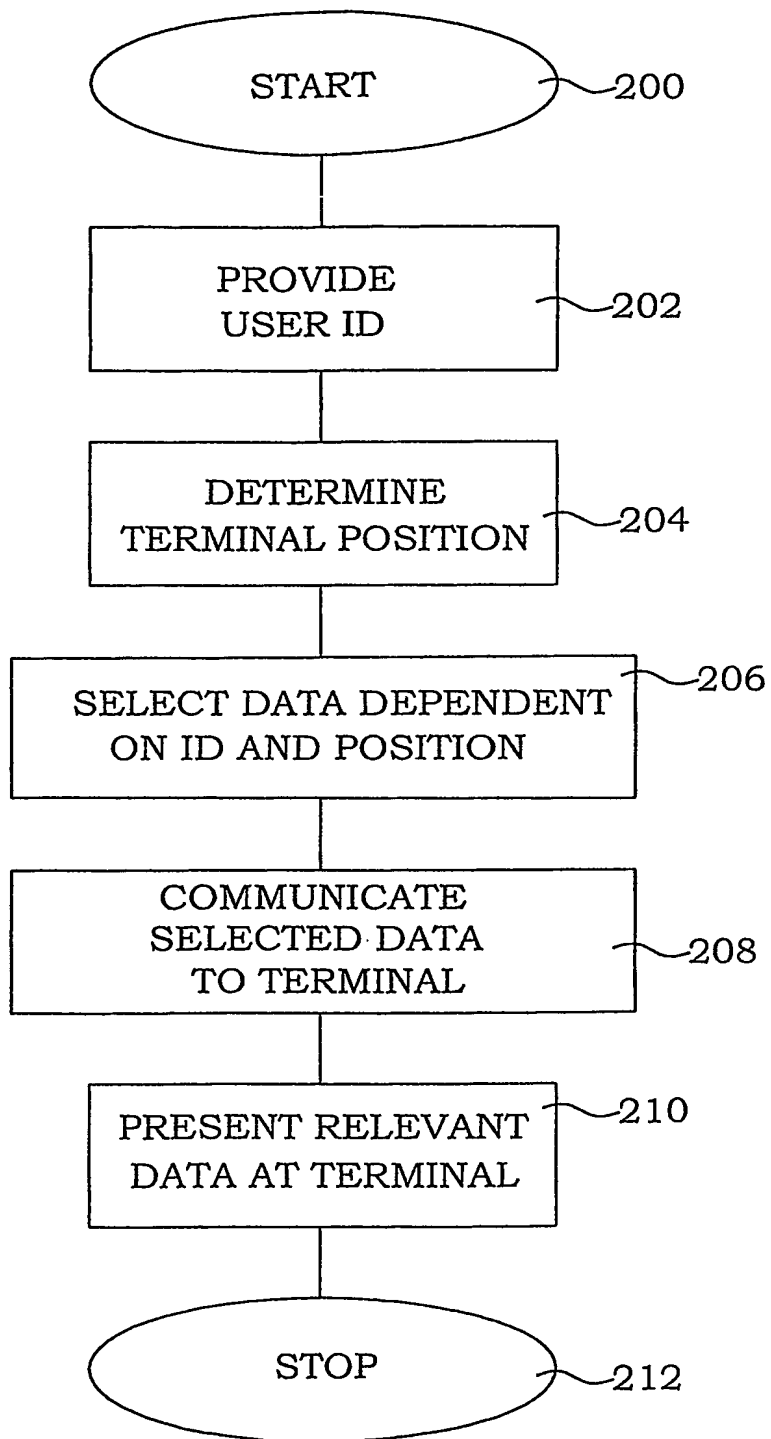 START
200
PROVIDE
USER ID
202
DETERMINE
TERMINAL POSITION
204
SELECT DATA DEPENDENT
ON ID AND POSITION
206
COMMUNICATE
SELECTED DATA
TO TERMINAL
208
PRESENT RELEVANT
DATA AT TERMINAL
210
STOP
212